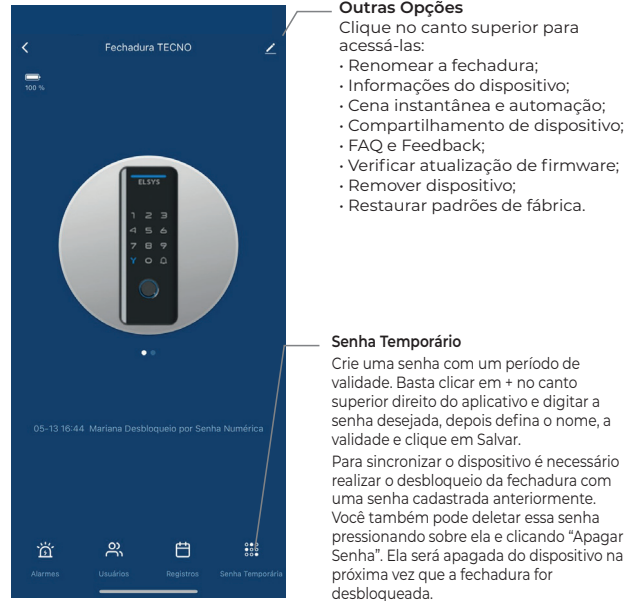 Fechadura TECNO
100 %
ELSYS
1 2 3
4 5 6
7 8 9
0
05-13 16:44 Mariana Desbloqueio por Senha Numérica
Alarmes
Usuários
Registros
Senha Temporária
Outras Opções
Clique no canto superior para
acessá-las:
• Renomear a fechadura;
• Informações do dispositivo;
• Cena instantânea e automação;
• Compartilhamento de dispositivo;
• FAQ e Feedback;
• Verificar atualização de firmware;
• Remover dispositivo;
• Restaurar padrões de fábrica.
Senha Temporário
Crie uma senha com um período de
validade. Basta clicar em + no canto
superior direito do aplicativo e digitar a
senha desejada, depois defina o nome, a
validade e clique em Salvar.
Para sincronizar o dispositivo é necessário
realizar o desbloqueio da fechadura com
uma senha cadastrada anteriormente.
Você também pode deletar essa senha
pressionando sobre ela e clicando “Apagar
Senha”. Ela será apagada do dispositivo na
próxima vez que a fechadura for
desbloqueada.